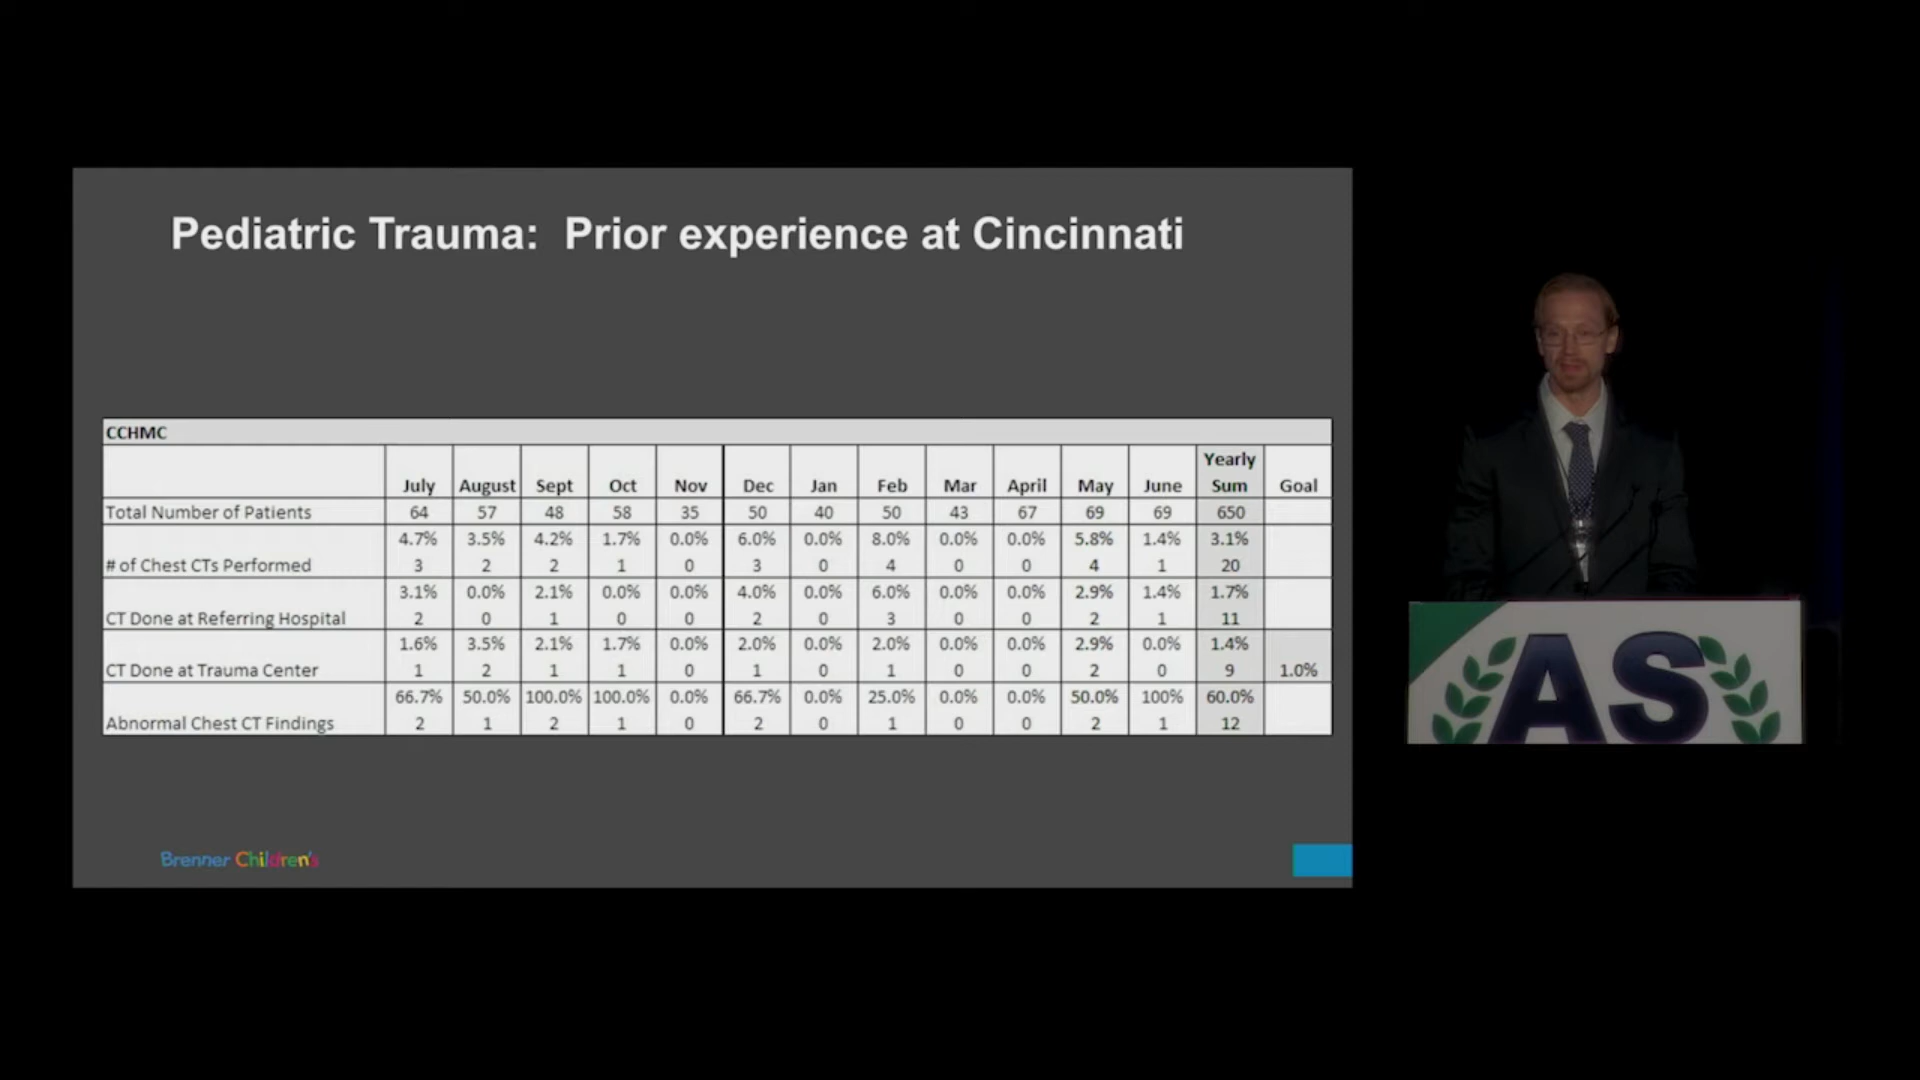 Pediatric Trauma: Prior experience at Cincinnati
CCHMC
July August Sept Oct Nov Dec Jan Feb Mar April May June Yearly Sum Goal
Total Number of Patients 64 57 48 58 35 50 40 50 43 67 69 69 650
4.7% 3.5% 4.2% 1.7% 0.0% 6.0% 0.0% 8.0% 0.0% 0.0% 5.8% 1.4% 3.1%
# of Chest CTs Performed 3 2 2 1 0 3 0 4 0 0 4 1 20
3.1% 0.0% 2.1% 0.0% 0.0% 4.0% 0.0% 6.0% 0.0% 0.0% 2.9% 1.4% 1.7%
CT Done at Referring Hospital 2 0 1 0 0 2 0 3 0 0 2 1 11
1.6% 3.5% 2.1% 1.7% 0.0% 2.0% 0.0% 2.0% 0.0% 0.0% 2.9% 0.0% 1.4%
CT Done at Trauma Center 1 2 1 1 0 1 0 1 0 0 2 0 9 1.0%
66.7% 50.0% 100.0% 100.0% 0.0% 66.7% 0.0% 25.0% 0.0% 0.0% 50.0% 100% 60.0%
Abnormal Chest CT Findings 2 1 2 1 0 2 0 1 0 0 2 1 12
Brenner Children's
AS